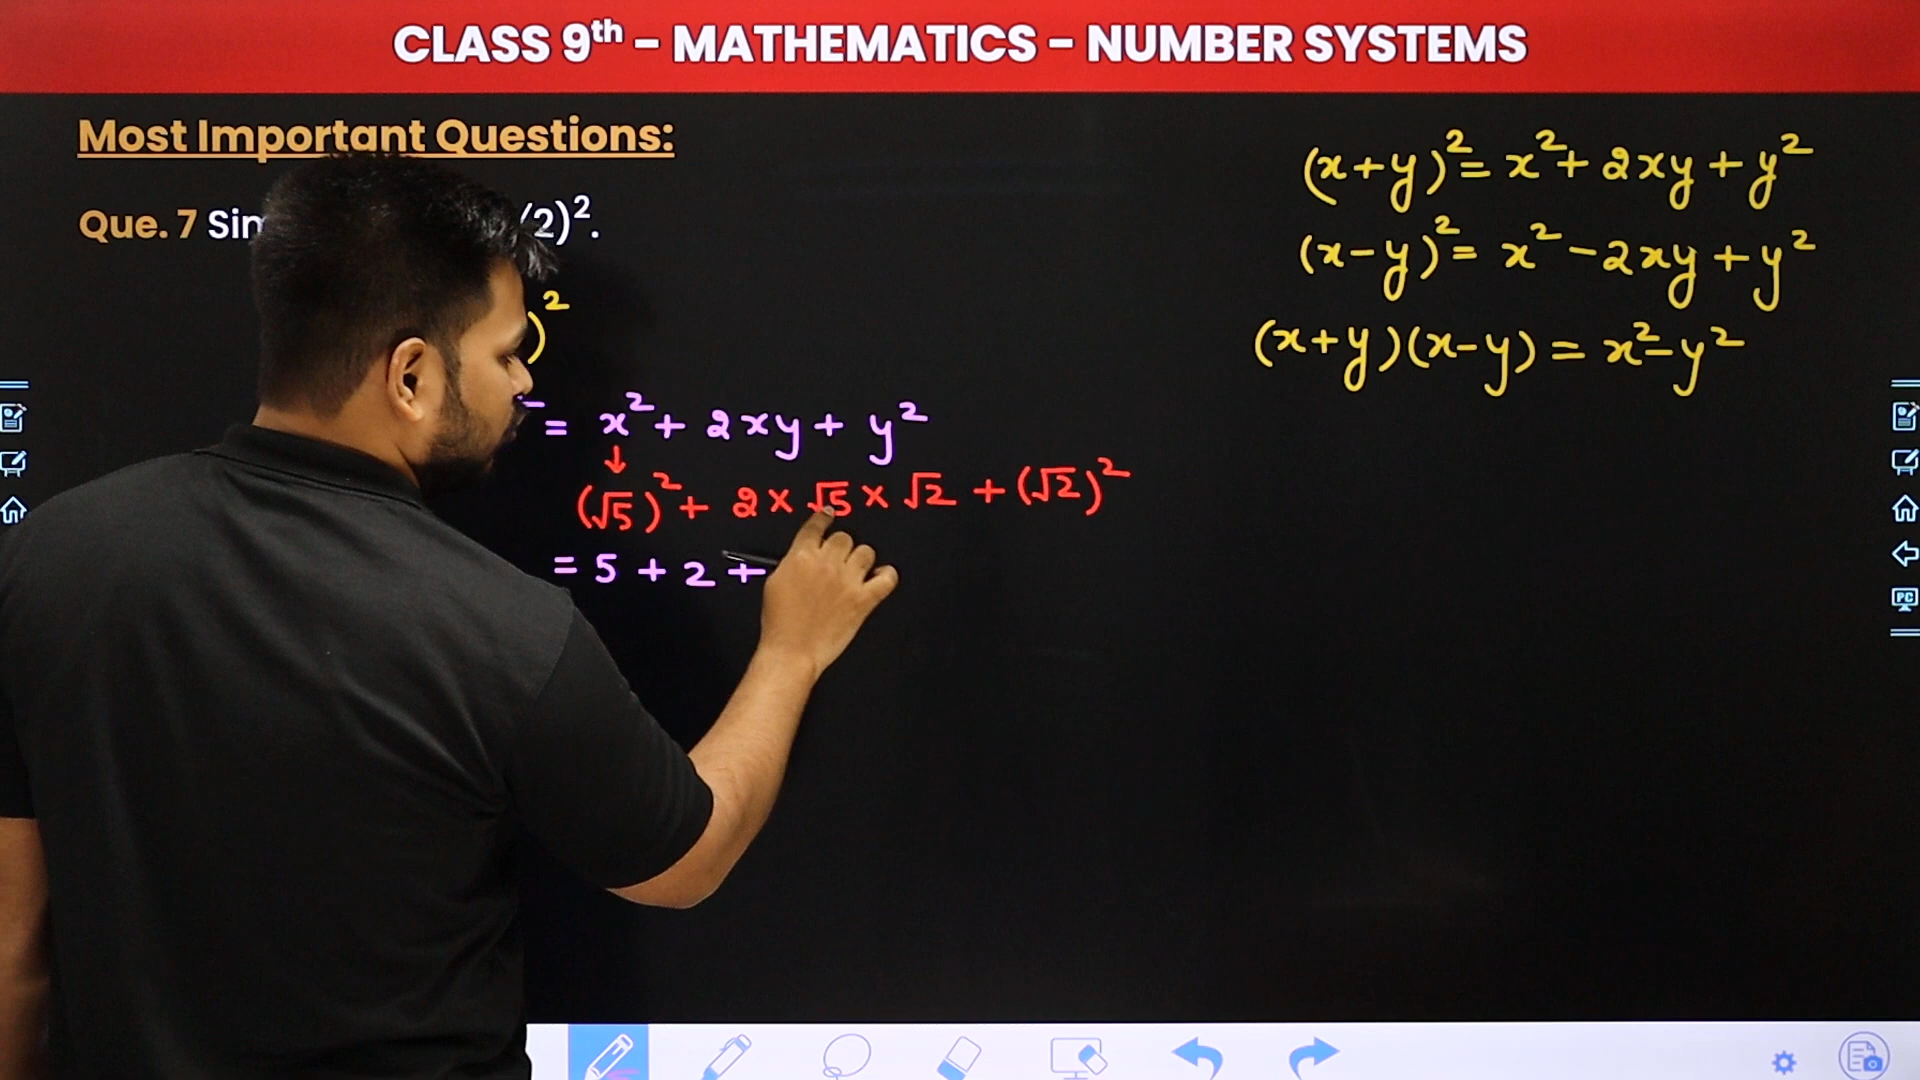 CLASS 9th - MATHEMATICS - NUMBER SYSTEMS
Most Important Questions:
Que. 7 2)².
)²
= x² + 2xy + y²
↓
(√5)² + 2 × √5 × √2 + (√2)²
= 5 + 2 +
(x+y)² = x² + 2xy + y²
(x-y)² = x² - 2xy + y²
(x+y)(x-y) = x² - y²
PC